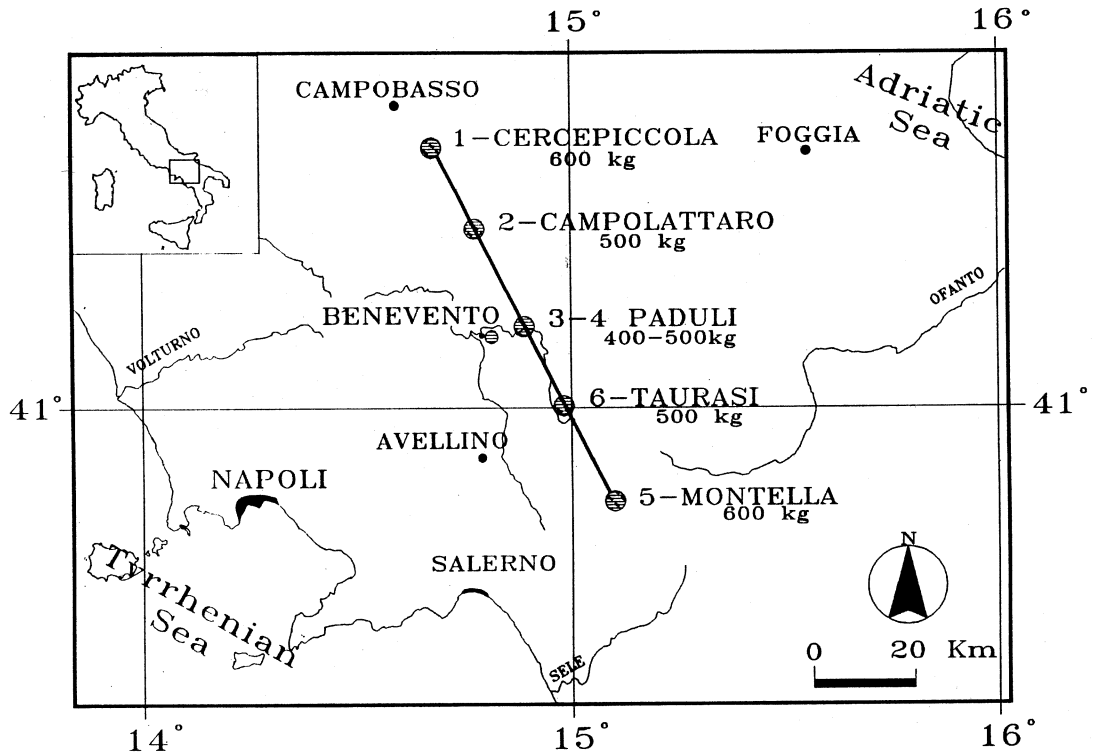 15°
16°
CAMPOBASSO
Adriatic
Sea
1-CERCEPICCOLA
600 kg
FOGGIA
2-CAMPOLATTARO
500 kg
OFANTO
BENEVENTO
3-4 PADULI
400-500kg
VOLTURNO
6-TAURASI
500 kg
41°
41°
AVELLINO
NAPOLI
5-MONTELLA
600 kg
N
SALERNO
Tyrrhenian
Sea
0 20 Km
SELE
14°
15°
16°